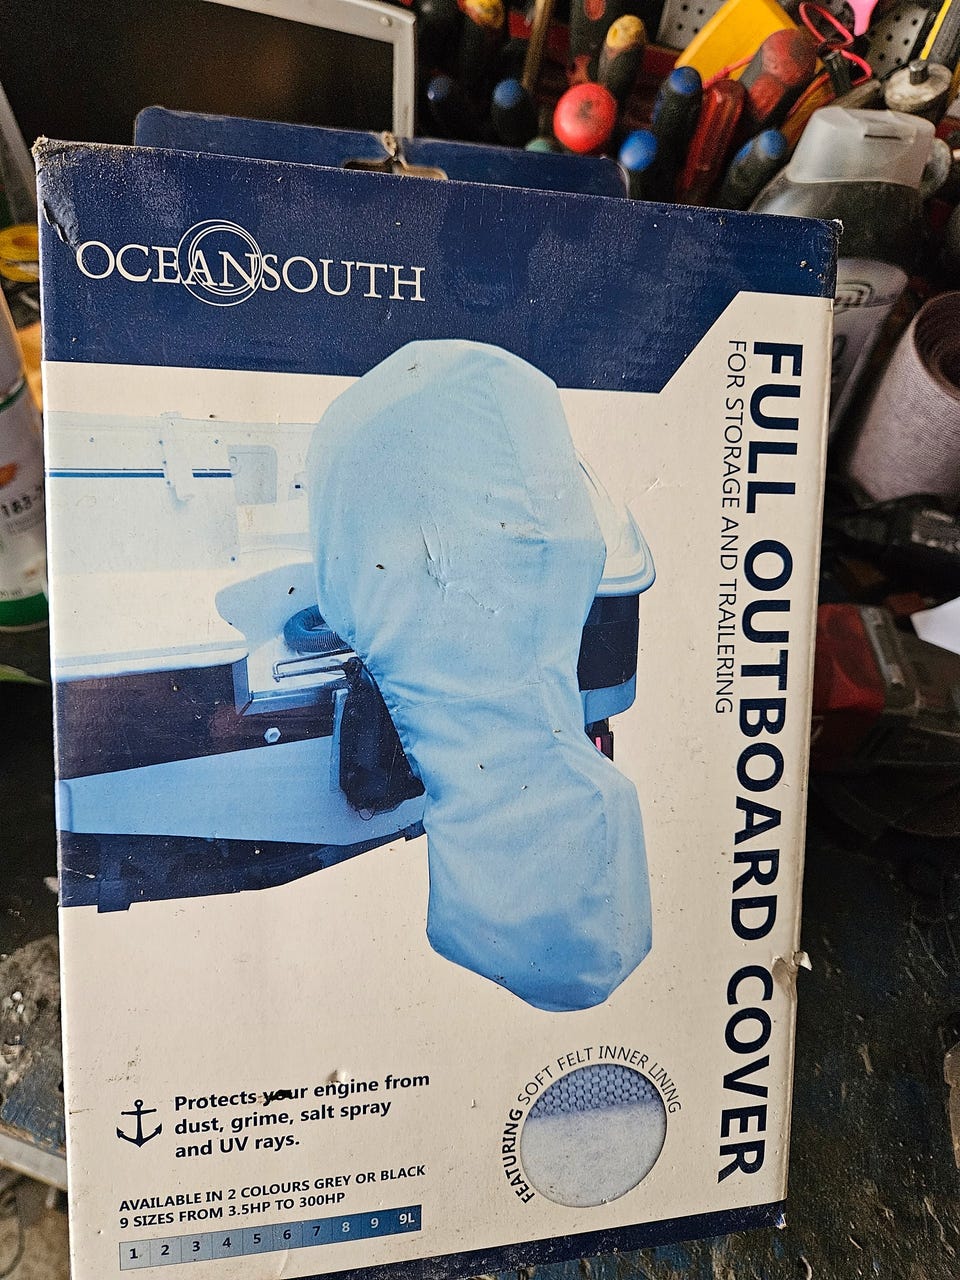 OCEANSOUTH
FULL OUTBOARD COVER
FOR STORAGE AND TRAILERING
FEATURING SOFT FELT INNER LINING
Protects your engine from
dust, grime, salt spray
and UV rays.
AVAILABLE IN 2 COLOURS GREY OR BLACK
9 SIZES FROM 3.5HP TO 300HP
1 2 3 4 5 6 7 8 9 9L